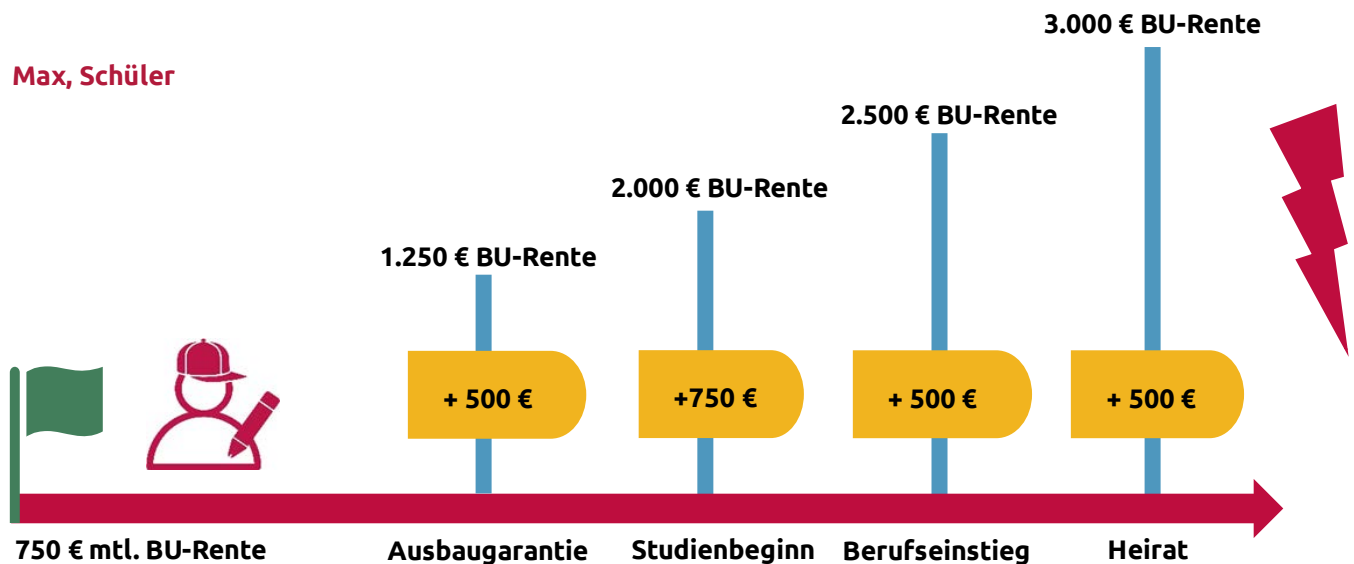 Max, Schüler
3.000 € BU-Rente
2.500 € BU-Rente
2.000 € BU-Rente
1.250 € BU-Rente
+ 500 €
+750 €
+ 500 €
+ 500 €
750 € mtl. BU-Rente
Ausbaugarantie
Studienbeginn
Berufseinstieg
Heirat